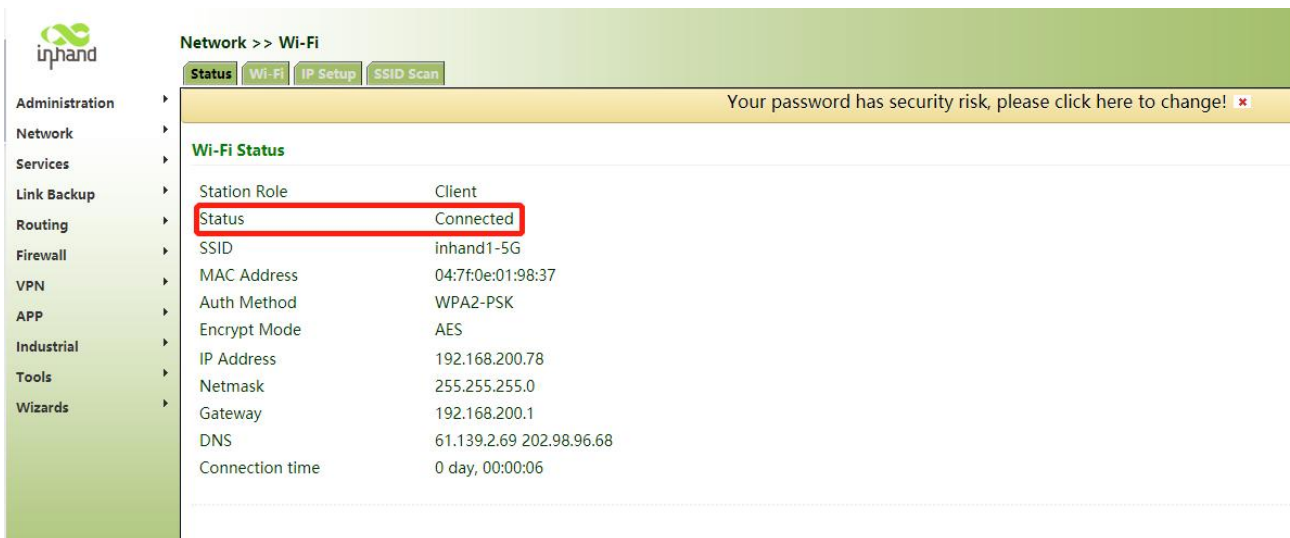 inhand
Network >> Wi-Fi
Status Wi-Fi IP Setup SSID Scan
Your password has security risk, please click here to change!
Administration
Network
Services
Link Backup
Routing
Firewall
VPN
APP
Industrial
Tools
Wizards
Wi-Fi Status
Station Role Client
Status Connected
SSID inhand1-5G
MAC Address 04:7f:0e:01:98:37
Auth Method WPA2-PSK
Encrypt Mode AES
IP Address 192.168.200.78
Netmask 255.255.255.0
Gateway 192.168.200.1
DNS 61.139.2.69 202.98.96.68
Connection time 0 day, 00:00:06